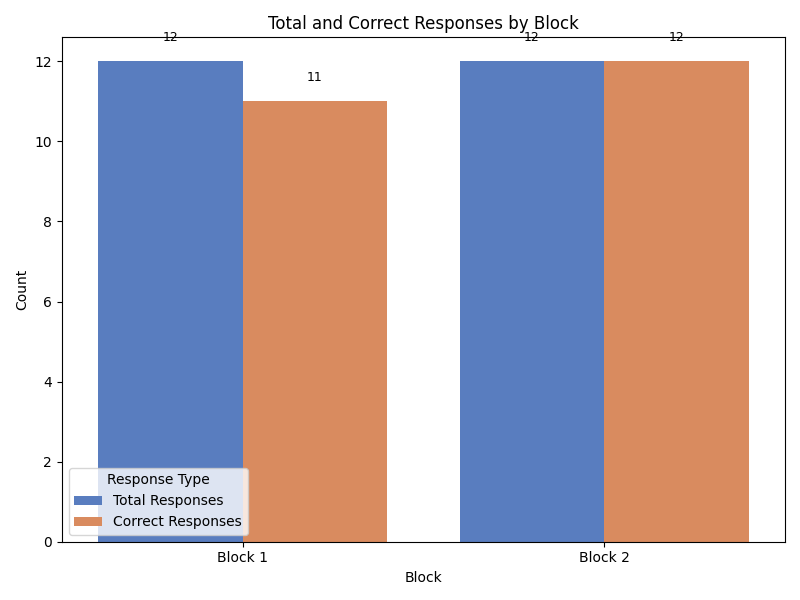 Total and Correct Responses by Block
12
11
12
12
12
10
8
6
4
2
0
Count
Response Type
Total Responses
Correct Responses
Block 1
Block 2
Block